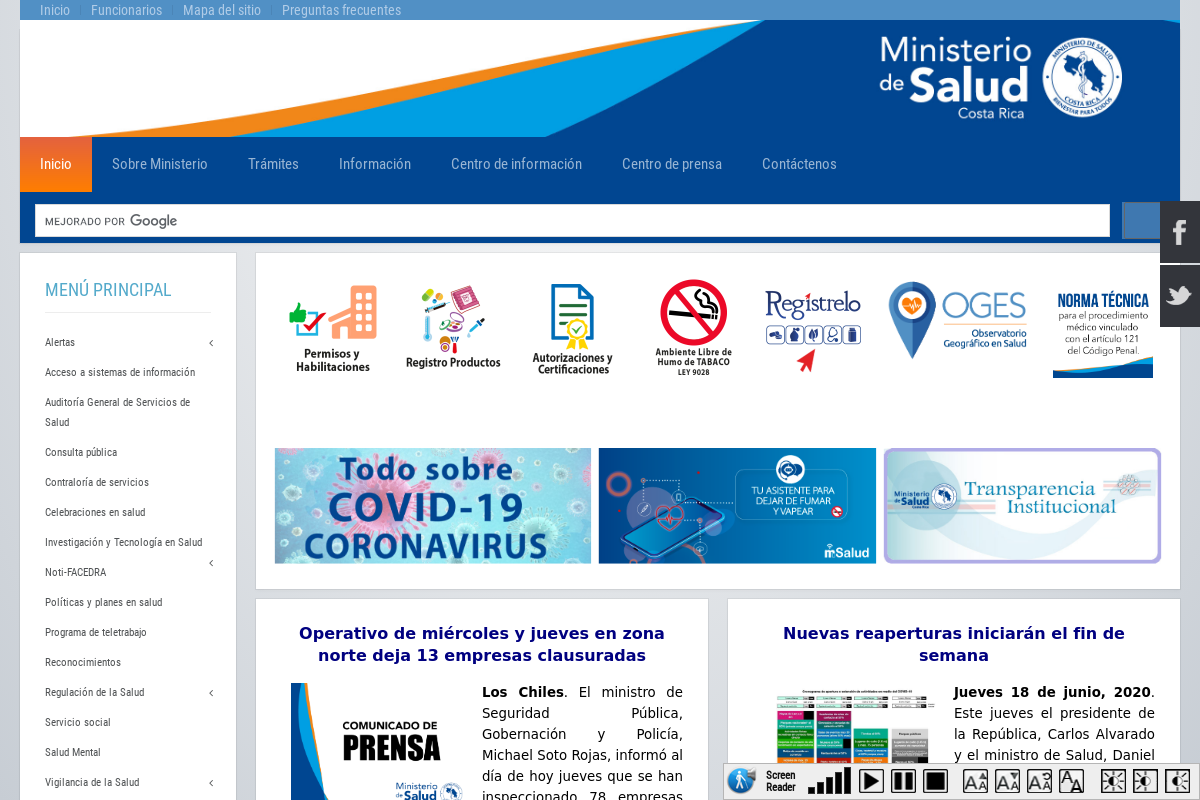 Inicio
Funcionarios
Mapa del sitio
Preguntas frecuentes
Ministerio
de Salud
Costa Rica
MINISTERIO DE SALUD
COSTA RICA
BIENESTAR PARA TODOS
Inicio
Sobre Ministerio
Trámites
Información
Centro de información
Centro de prensa
Contáctenos
MEJORADO POR Google
MENÚ PRINCIPAL
Alertas
Acceso a sistemas de información
Auditoría General de Servicios de
Salud
Consulta pública
Contraloría de servicios
Celebraciones en salud
Investigación y Tecnología en Salud
Noti-FACEDRA
Políticas y planes en salud
Programa de teletrabajo
Reconocimientos
Regulación de la Salud
Servicio social
Salud Mental
Vigilancia de la Salud
Permisos y
Habilitaciones
Registro Productos
Autorizaciones y
Certificaciones
Ambiente Libre de
Humo de TABACO
LEY 9028
Regístrelo
OGES
Observatorio
Geográfico en Salud
NORMA TÉCNICA
para el procedimiento
médico vinculado
con el artículo 121
del Código Penal.
Todo sobre
COVID-19
CORONAVIRUS
TU ASISTENTE PARA
DEJAR DE FUMAR
Y VAPEAR
mSalud
Ministerio
de Salud
Costa Rica
Transparencia
Institucional
Operativo de miércoles y jueves en zona
norte deja 13 empresas clausuradas
COMUNICADO DE
PRENSA
Ministerio
de Salud
Los Chiles. El ministro de
Seguridad Pública,
Gobernación y Policía,
Michael Soto Rojas, informó al
día de hoy jueves que se han
inspeccionado 78 empresas
Nuevas reaperturas iniciarán el fin de
semana
Jueves 18 de junio, 2020.
Este jueves el presidente de
la República, Carlos Alvarado
y el ministro de Salud, Daniel
Screen
Reader